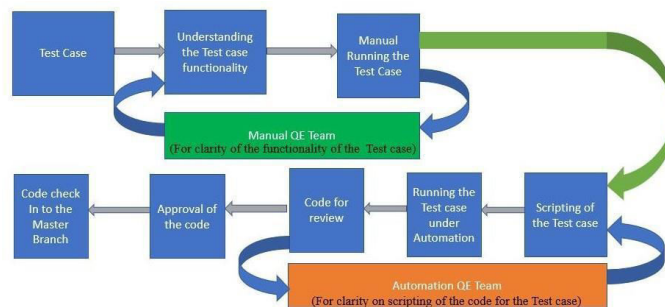 Test Case
Understanding
the Test case
functionality
Manual
Running the
Test Case
Manual QE Team
(For clarity of the functionality of the Test case)
Code check
In to the
Master
Branch
Approval of
the code
Code for
review
Running the
Test case
under
Automation
Scripting of
the Test case
Automation QE Team
(For clarity on scripting of the code for the Test case)